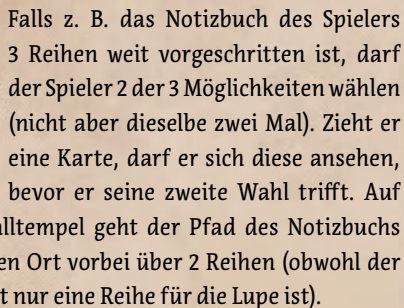 Falls z. B. das Notizbuch des Spielers
3 Reihen weit vorgeschritten ist, darf
der Spieler 2 der 3 Möglichkeiten wählen
(nicht aber dieselbe zwei Mal). Zieht er
eine Karte, darf er sich diese ansehen,
bevor er seine zweite Wahl trifft. Auf
geht der Pfad des Notizbuchs
Ort vorbei über 2 Reihen (obwohl der
nur eine Reihe für die Lupe ist).